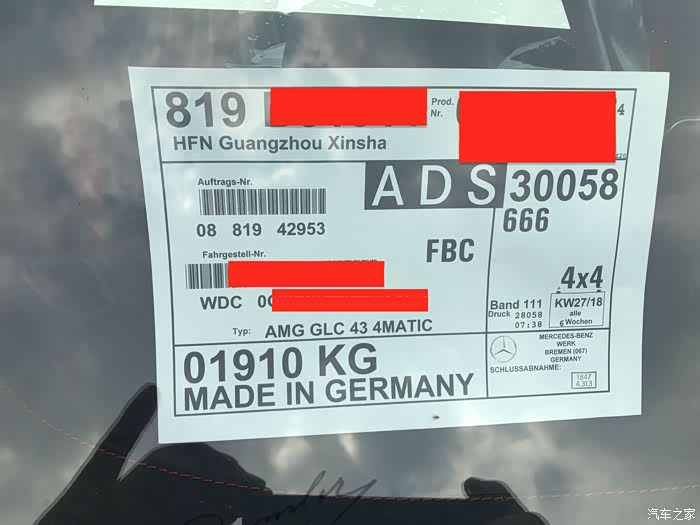 819
Prod.
Nr.
4
HFN Guangzhou Xinsha
Auftrags-Nr.
08 819 42953
ADS
30058
666
FBC
Fahrgestell-Nr.
WDC
4x4
Typ: AMG GLC 43 4MATIC
Band 111
Druck 28058
07:38
KW27/18
alle
6 Wochen
01910 KG
MADE IN GERMANY
MERCEDES-BENZ
WERK
BREMEN (067)
GERMANY
SCHLUSSABNAHME:
1847
A.313
汽车之家